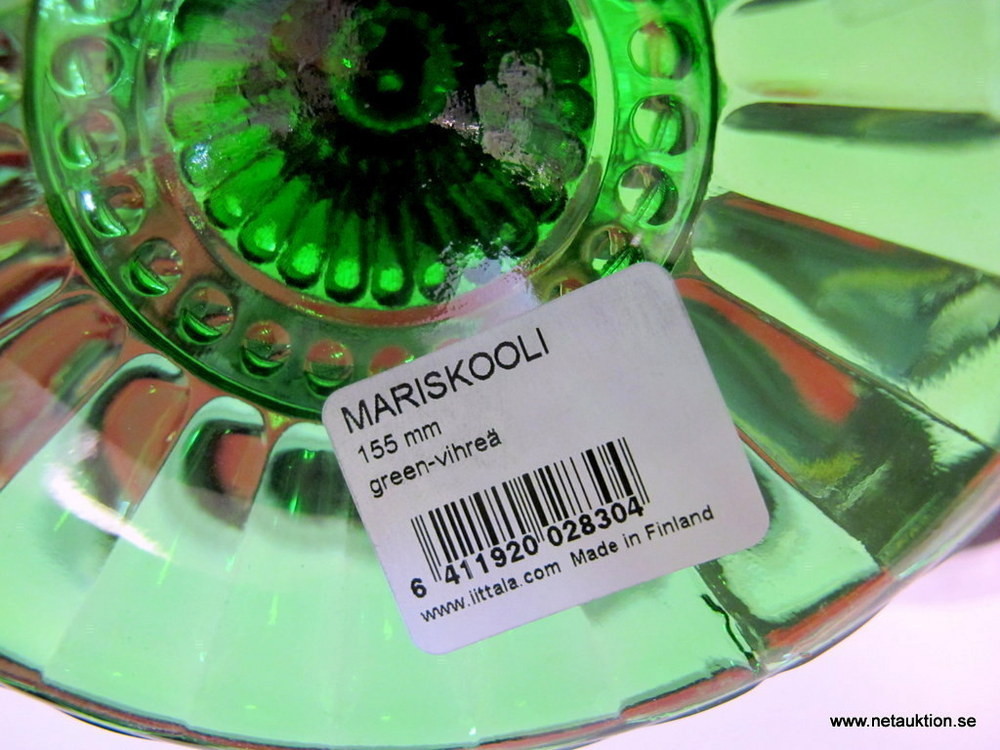 MARISKOOLI
155 mm
green-vihreä
6 411920 028304
www.iittala.com Made in Finland
www.netauktion.se